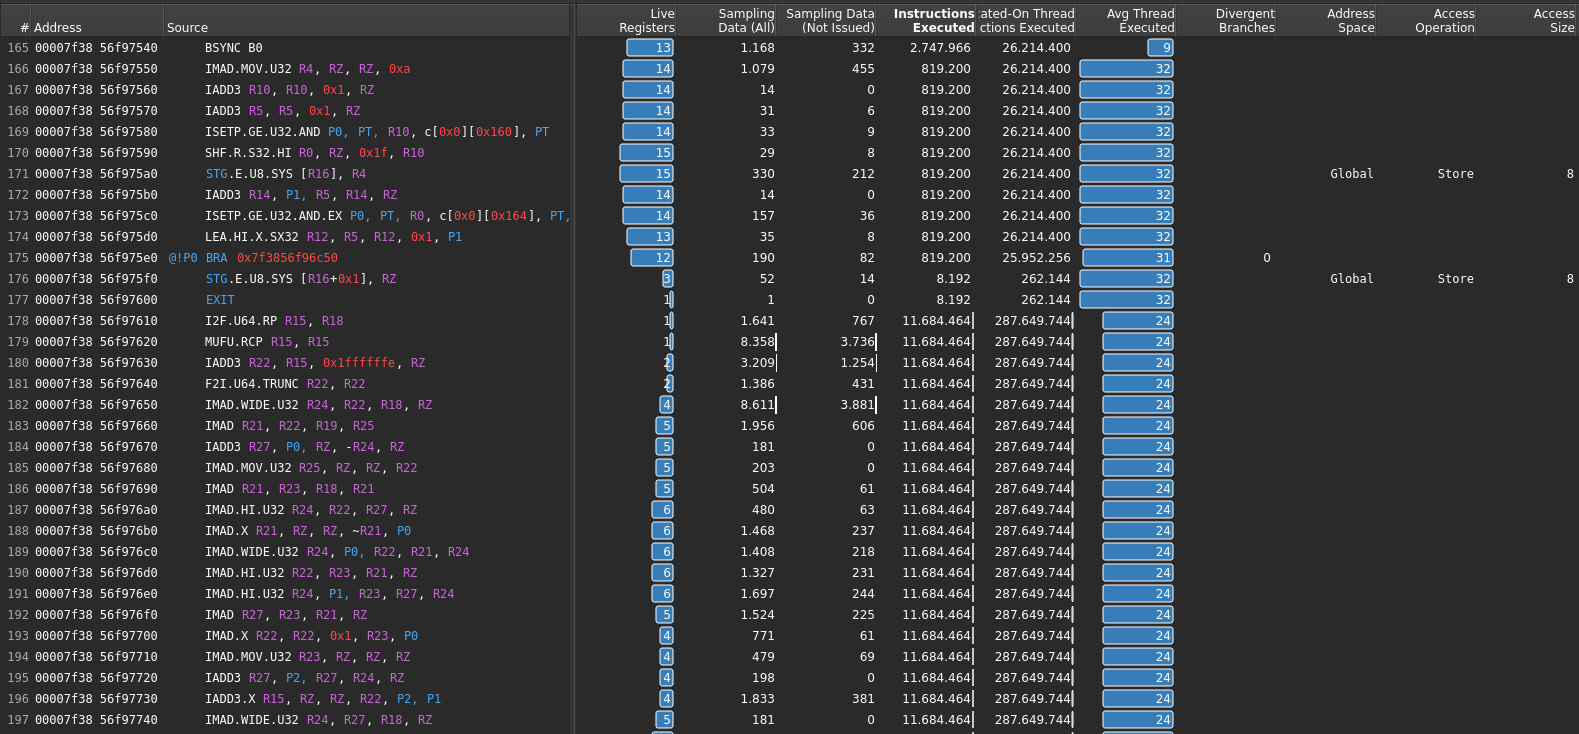 # Address Source Live Registers Sampling Data (All) Sampling Data (Not Issued) Instructions Executed ated-On Thread ctions Executed Avg Thread Executed Divergent Branches Address Space Access Operation Access Size
165 00007f38 56f97540 BSYNC B0 13 1.168 332 2.747.966 26.214.400 9
166 00007f38 56f97550 IMAD.MOV.U32 R4, RZ, RZ, 0xa 14 1.079 455 819.200 26.214.400 32
167 00007f38 56f97560 IADD3 R10, R10, 0x1, RZ 14 14 0 819.200 26.214.400 32
168 00007f38 56f97570 IADD3 R5, R5, 0x1, RZ 14 31 6 819.200 26.214.400 32
169 00007f38 56f97580 ISETP.GE.U32.AND P0, PT, R10, c[0x0][0x160], PT 14 33 9 819.200 26.214.400 32
170 00007f38 56f97590 SHF.R.S32.HI R0, RZ, 0x1f, R10 15 29 8 819.200 26.214.400 32
171 00007f38 56f975a0 STG.E.U8.SYS [R16], R4 15 330 212 819.200 26.214.400 32 Global Store 8
172 00007f38 56f975b0 IADD3 R14, P1, R5, R14, RZ 14 14 0 819.200 26.214.400 32
173 00007f38 56f975c0 ISETP.GE.U32.AND.EX P0, PT, R0, c[0x0][0x164], PT, 14 157 36 819.200 26.214.400 32
174 00007f38 56f975d0 LEA.HI.X.SX32 R12, R5, R12, 0x1, P1 13 35 8 819.200 26.214.400 32
175 00007f38 56f975e0 @!P0 BRA 0x7f3856f96c50 12 190 82 819.200 25.952.256 31 0
176 00007f38 56f975f0 STG.E.U8.SYS [R16+0x1], RZ 3 52 14 8.192 262.144 32 Global Store 8
177 00007f38 56f97600 EXIT 1 1 0 8.192 262.144 32
178 00007f38 56f97610 I2F.U64.RP R15, R18 1 1.641 767 11.684.464 287.649.744 24
179 00007f38 56f97620 MUFU.RCP R15, R15 1 8.358 3.736 11.684.464 287.649.744 24
180 00007f38 56f97630 IADD3 R22, R15, 0x1ffffffe, RZ 2 3.209 1.254 11.684.464 287.649.744 24
181 00007f38 56f97640 F2I.U64.TRUNC R22, R22 2 1.386 431 11.684.464 287.649.744 24
182 00007f38 56f97650 IMAD.WIDE.U32 R24, R22, R18, RZ 4 8.611 3.881 11.684.464 287.649.744 24
183 00007f38 56f97660 IMAD R21, R22, R19, R25 5 1.956 606 11.684.464 287.649.744 24
184 00007f38 56f97670 IADD3 R27, P0, RZ, -R24, RZ 5 181 0 11.684.464 287.649.744 24
185 00007f38 56f97680 IMAD.MOV.U32 R25, RZ, RZ, R22 5 203 0 11.684.464 287.649.744 24
186 00007f38 56f97690 IMAD R21, R23, R18, R21 5 504 61 11.684.464 287.649.744 24
187 00007f38 56f976a0 IMAD.HI.U32 R24, R22, R27, RZ 6 480 63 11.684.464 287.649.744 24
188 00007f38 56f976b0 IMAD.X R21, RZ, RZ, ~R21, P0 6 1.468 237 11.684.464 287.649.744 24
189 00007f38 56f976c0 IMAD.WIDE.U32 R24, P0, R22, R21, R24 6 1.408 218 11.684.464 287.649.744 24
190 00007f38 56f976d0 IMAD.HI.U32 R22, R23, R21, RZ 6 1.327 231 11.684.464 287.649.744 24
191 00007f38 56f976e0 IMAD.HI.U32 R24, P1, R23, R27, R24 6 1.697 244 11.684.464 287.649.744 24
192 00007f38 56f976f0 IMAD R27, R23, R21, RZ 5 1.524 225 11.684.464 287.649.744 24
193 00007f38 56f97700 IMAD.X R22, R22, 0x1, R23, P0 4 771 61 11.684.464 287.649.744 24
194 00007f38 56f97710 IMAD.MOV.U32 R23, RZ, RZ, RZ 4 479 69 11.684.464 287.649.744 24
195 00007f38 56f97720 IADD3 R27, P2, R27, R24, RZ 4 198 0 11.684.464 287.649.744 24
196 00007f38 56f97730 IADD3.X R15, RZ, RZ, R22, P2, P1 4 1.833 381 11.684.464 287.649.744 24
197 00007f38 56f97740 IMAD.WIDE.U32 R24, R27, R18, RZ 5 181 0 11.684.464 287.649.744 24